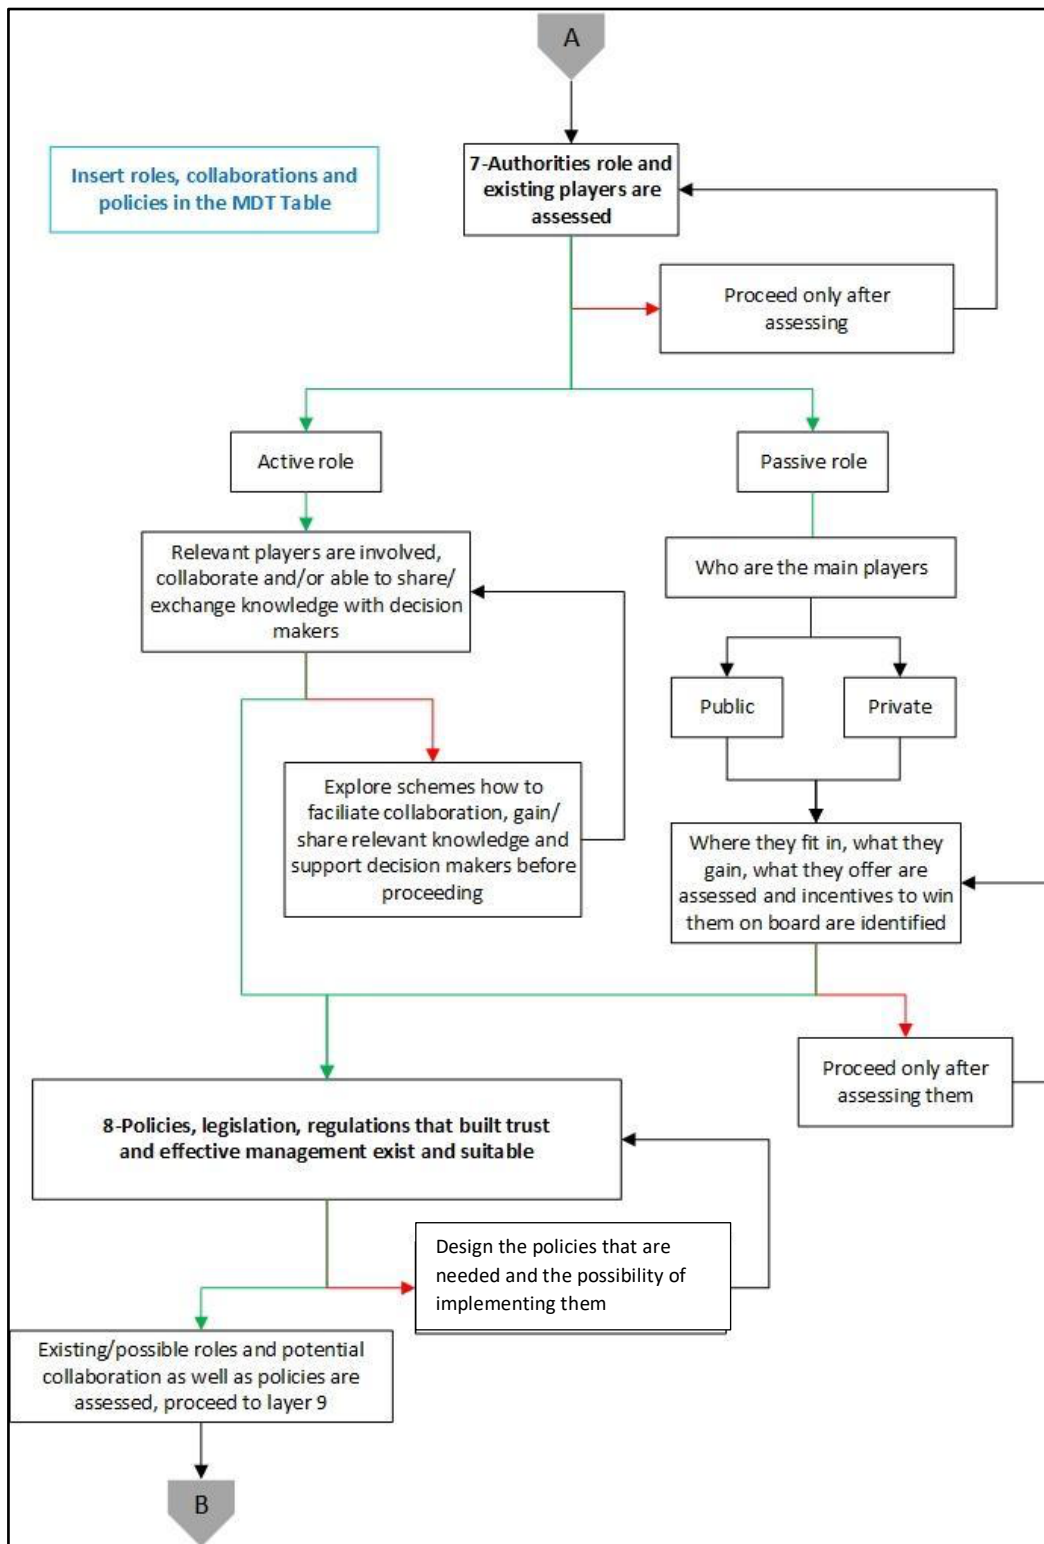 A
Insert roles, collaborations and
policies in the MDT Table
7-Authorities role and
existing players are
assessed
Proceed only after
assessing
Active role
Passive role
Relevant players are involved,
collaborate and/or able to share/
exchange knowledge with decision
makers
Who are the main players
Public
Private
Explore schemes how to
faciliate collaboration, gain/
share relevant knowledge and
support decision makers before
proceeding
Where they fit in, what they
gain, what they offer are
assessed and incentives to win
them on board are identified
Proceed only after
assessing them
8-Policies, legislation, regulations that built trust
and effective management exist and suitable
Design the policies that are
needed and the possibility of
implementing them
Existing/possible roles and potential
collaboration as well as policies are
assessed, proceed to layer 9
B